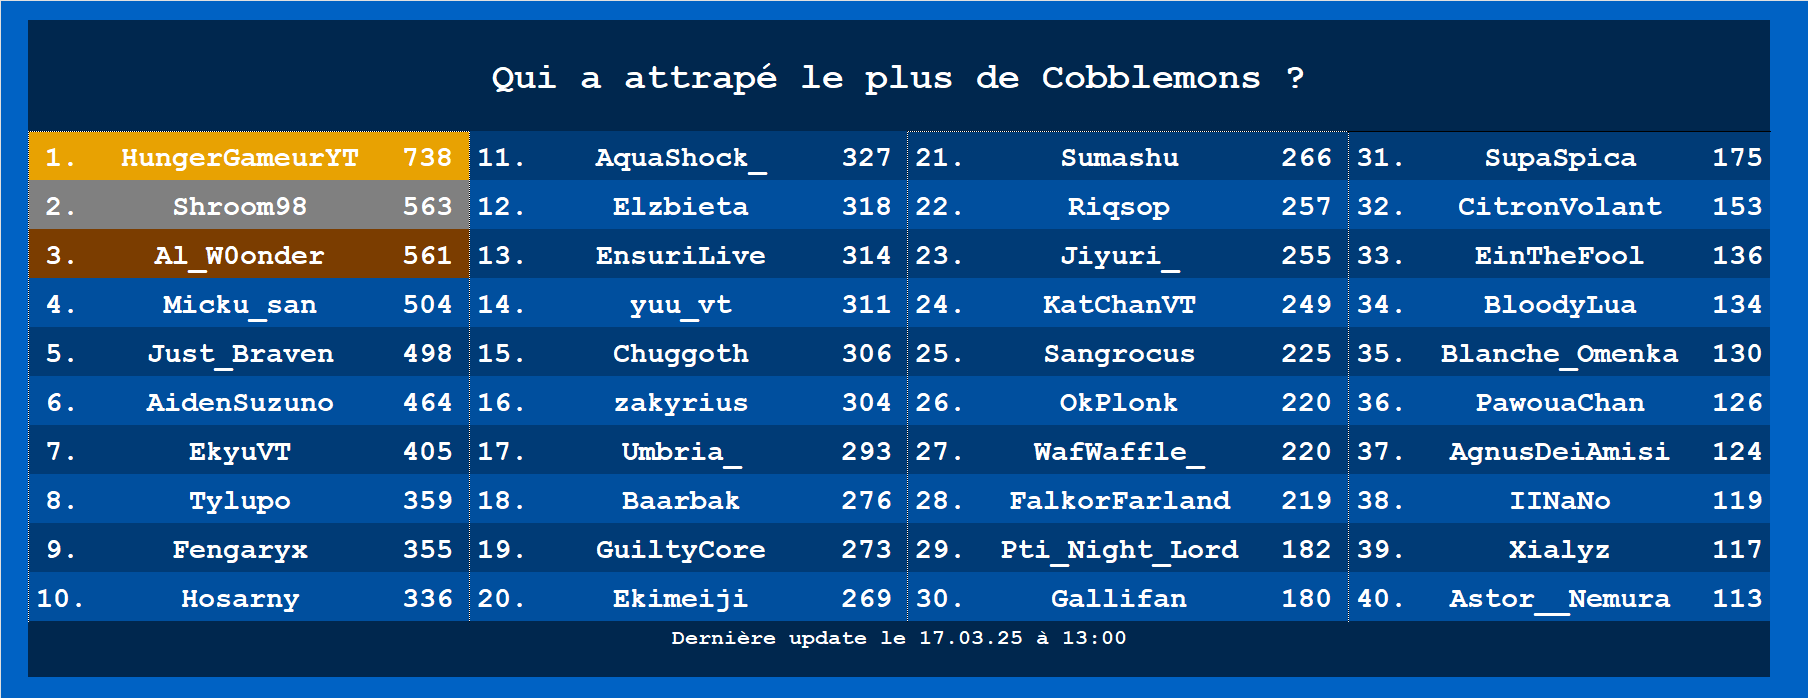 Qui a attrapé le plus de Cobblemons ?
1. HungerGameurYT 738
2. Shroom98 563
3. Al_W0onder 561
4. Micku_san 504
5. Just_Braven 498
6. AidenSuzuno 464
7. EkyuVT 405
8. Tylupo 359
9. Fengaryx 355
10. Hosarny 336
11. AquaShock_ 327
12. Elzbieta 318
13. EnsuriLive 314
14. yuu_vt 311
15. Chuggoth 306
16. zakyrius 304
17. Umbria_ 293
18. Baarbak 276
19. GuiltyCore 273
20. Ekimeiji 269
21. Sumashu 266
22. Riqsop 257
23. Jiyuri_ 255
24. KatChanVT 249
25. Sangrocus 225
26. OkPlonk 220
27. WafWaffle_ 220
28. FalkorFarland 219
29. Pti_Night_Lord 182
30. Gallifan 180
31. SupaSpica 175
32. CitronVolant 153
33. EinTheFool 136
34. BloodyLua 134
35. Blanche_Omenka 130
36. PawouaChan 126
37. AgnusDeiAmisi 124
38. IINaNo 119
39. Xialyz 117
40. Astor__Nemura 113
Dernière update le 17.03.25 à 13:00